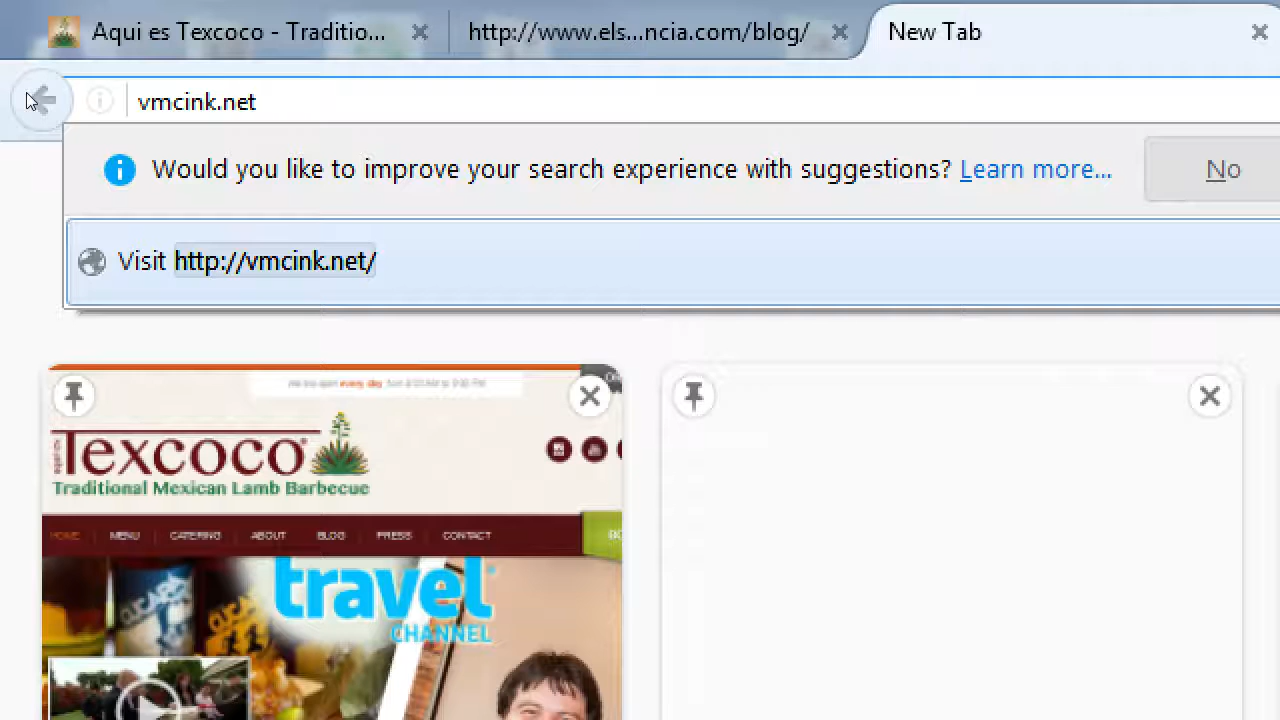 Aqui es Texcoco - Traditio...
http://www.els...ncia.com/blog/
New Tab
vmcink.net
Would you like to improve your search experience with suggestions? Learn more...
No
Visit http://vmcink.net/
every day
Texcoco
Traditional Mexican Lamb Barbecue
HOME MENU CATERING ABOUT BLOG PRESS CONTACT
travel
CHANNEL